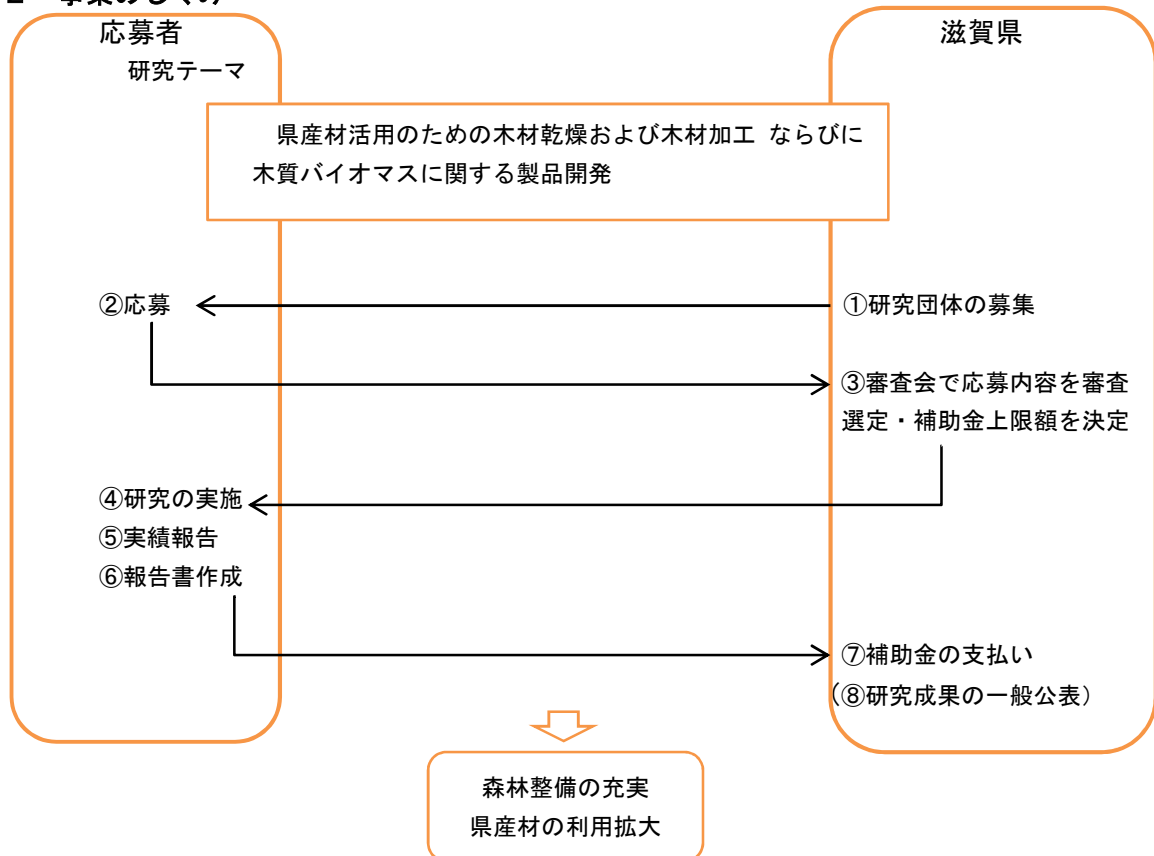 応募者
滋賀県
研究テーマ
県産材活用のための木材乾燥および木材加工 ならびに
木質バイオマスに関する製品開発
②応募
①研究団体の募集
③審査会で応募内容を審査
選定・補助金上限額を決定
④研究の実施
⑤実績報告
⑥報告書作成
⑦補助金の支払い
(⑧研究成果の一般公表)
森林整備の充実
県産材の利用拡大